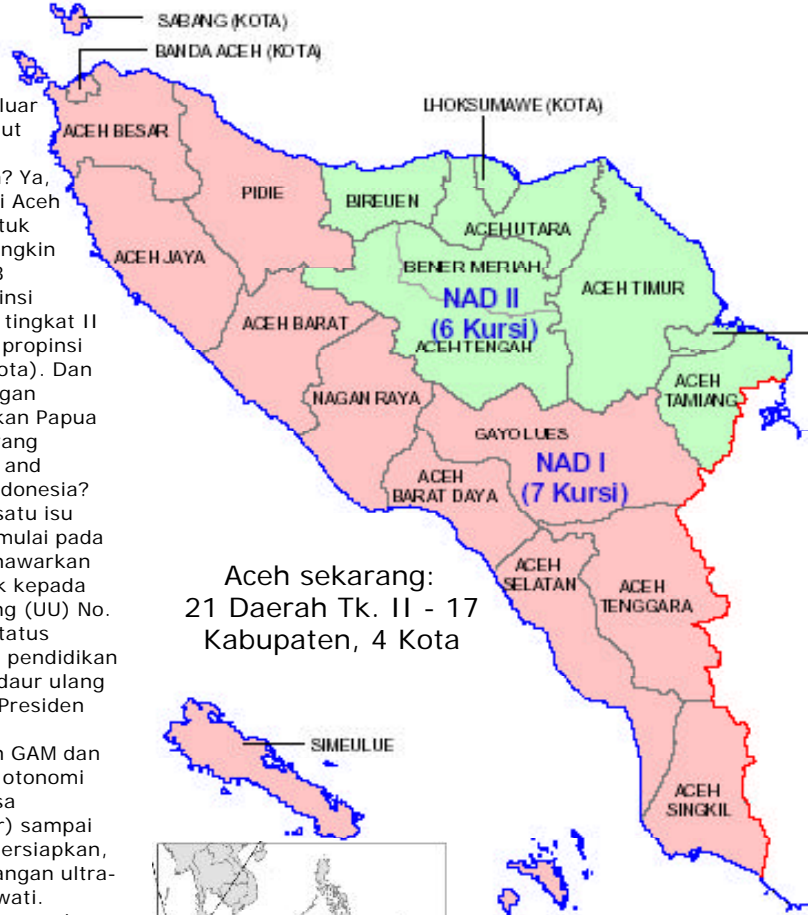 SABANG (KOTA)
BANDA ACEH (KOTA)
LHOKSUMAWE (KOTA)
ACEH BESAR
PIDIE
BIREUEN
ACEH UTARA
ACEH JAYA
BENER MERIAH
ACEH TIMUR
NAD II
(6 Kursi)
ACEH BARAT
ACEH TENGAH
NAGAN RAYA
ACEH
TAMIANG
GAYO LUES
NAD I
(7 Kursi)
ACEH
BARAT DAYA
ACEH
SELATAN
ACEH
TENGGARA
Aceh sekarang:
21 Daerah Tk. II - 17
Kabupaten, 4 Kota
SIMEULUE
ACEH
SINGKIL
luar
ut
? Ya,
i Aceh
tuk
ngkin
3
insi
tingkat II
propinsi
ota). Dan
gan
kan Papua
rang
and
donesia?
satu isu
mulai pada
nawarkan
k kepada
ng (UU) No.
tatus
pendidikan
daur ulang
Presiden
n GAM dan
otonomi
sa
r) sampai
ersiapkan,
angan ultra-
wati.